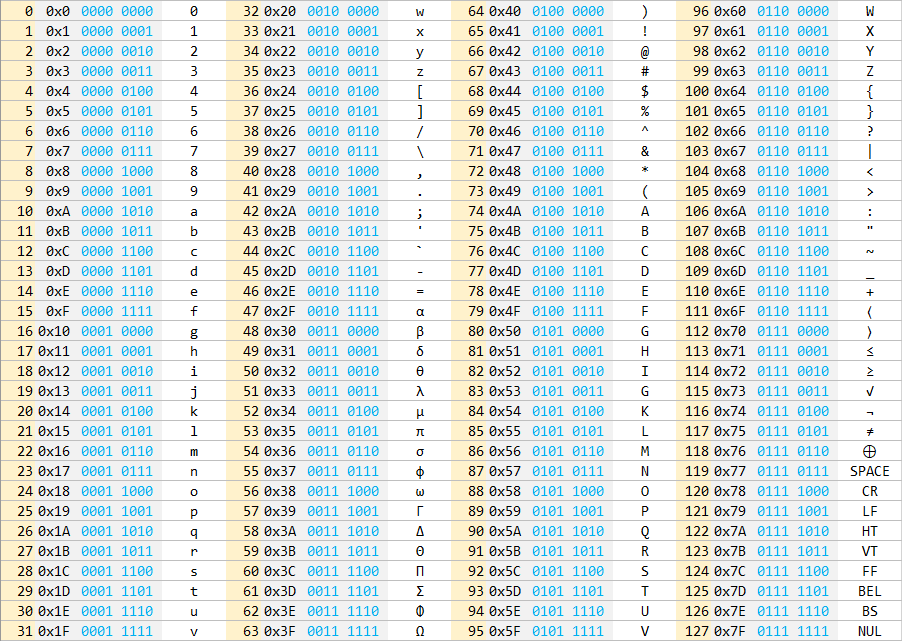 0 0x0 0000 0000 0 32 0x20 0010 0000 w 64 0x40 0100 0000 ) 96 0x60 0110 0000 W
1 0x1 0000 0001 1 33 0x21 0010 0001 x 65 0x41 0100 0001 ! 97 0x61 0110 0001 X
2 0x2 0000 0010 2 34 0x22 0010 0010 y 66 0x42 0100 0010 @ 98 0x62 0110 0010 Y
3 0x3 0000 0011 3 35 0x23 0010 0011 z 67 0x43 0100 0011 # 99 0x63 0110 0011 Z
4 0x4 0000 0100 4 36 0x24 0010 0100 [ 68 0x44 0100 0100 $ 100 0x64 0110 0100 {
5 0x5 0000 0101 5 37 0x25 0010 0101 ] 69 0x45 0100 0101 % 101 0x65 0110 0101 }
6 0x6 0000 0110 6 38 0x26 0010 0110 / 70 0x46 0100 0110 ^ 102 0x66 0110 0110 ?
7 0x7 0000 0111 7 39 0x27 0010 0111 \ 71 0x47 0100 0111 & 103 0x67 0110 0111 |
8 0x8 0000 1000 8 40 0x28 0010 1000 , 72 0x48 0100 1000 * 104 0x68 0110 1000 <
9 0x9 0000 1001 9 41 0x29 0010 1001 . 73 0x49 0100 1001 ( 105 0x69 0110 1001 >
10 0xA 0000 1010 a 42 0x2A 0010 1010 ; 74 0x4A 0100 1010 A 106 0x6A 0110 1010 :
11 0xB 0000 1011 b 43 0x2B 0010 1011 ' 75 0x4B 0100 1011 B 107 0x6B 0110 1011 "
12 0xC 0000 1100 c 44 0x2C 0010 1100 ` 76 0x4C 0100 1100 C 108 0x6C 0110 1100 ~
13 0xD 0000 1101 d 45 0x2D 0010 1101 - 77 0x4D 0100 1101 D 109 0x6D 0110 1101 _
14 0xE 0000 1110 e 46 0x2E 0010 1110 = 78 0x4E 0100 1110 E 110 0x6E 0110 1110 +
15 0xF 0000 1111 f 47 0x2F 0010 1111 α 79 0x4F 0100 1111 F 111 0x6F 0110 1111 ⟨
16 0x10 0001 0000 g 48 0x30 0011 0000 β 80 0x50 0101 0000 G 112 0x70 0111 0000 ⟩
17 0x11 0001 0001 h 49 0x31 0011 0001 δ 81 0x51 0101 0001 H 113 0x71 0111 0001 ≤
18 0x12 0001 0010 i 50 0x32 0011 0010 θ 82 0x52 0101 0010 I 114 0x72 0111 0010 ≥
19 0x13 0001 0011 j 51 0x33 0011 0011 λ 83 0x53 0101 0011 G 115 0x73 0111 0011 √
20 0x14 0001 0100 k 52 0x34 0011 0100 μ 84 0x54 0101 0100 K 116 0x74 0111 0100 ¬
21 0x15 0001 0101 l 53 0x35 0011 0101 π 85 0x55 0101 0101 L 117 0x75 0111 0101 ≠
22 0x16 0001 0110 m 54 0x36 0011 0110 σ 86 0x56 0101 0110 M 118 0x76 0111 0110 ⊕
23 0x17 0001 0111 n 55 0x37 0011 0111 ϕ 87 0x57 0101 0111 N 119 0x77 0111 0111 SPACE
24 0x18 0001 1000 o 56 0x38 0011 1000 ω 88 0x58 0101 1000 O 120 0x78 0111 1000 CR
25 0x19 0001 1001 p 57 0x39 0011 1001 Γ 89 0x59 0101 1001 P 121 0x79 0111 1001 LF
26 0x1A 0001 1010 q 58 0x3A 0011 1010 Δ 90 0x5A 0101 1010 Q 122 0x7A 0111 1010 HT
27 0x1B 0001 1011 r 59 0x3B 0011 1011 Θ 91 0x5B 0101 1011 R 123 0x7B 0111 1011 VT
28 0x1C 0001 1100 s 60 0x3C 0011 1100 Π 92 0x5C 0101 1100 S 124 0x7C 0111 1100 FF
29 0x1D 0001 1101 t 61 0x3D 0011 1101 Σ 93 0x5D 0101 1101 T 125 0x7D 0111 1101 BEL
30 0x1E 0001 1110 u 62 0x3E 0011 1110 Φ 94 0x5E 0101 1110 U 126 0x7E 0111 1110 BS
31 0x1F 0001 1111 v 63 0x3F 0011 1111 Ω 95 0x5F 0101 1111 V 127 0x7F 0111 1111 NUL